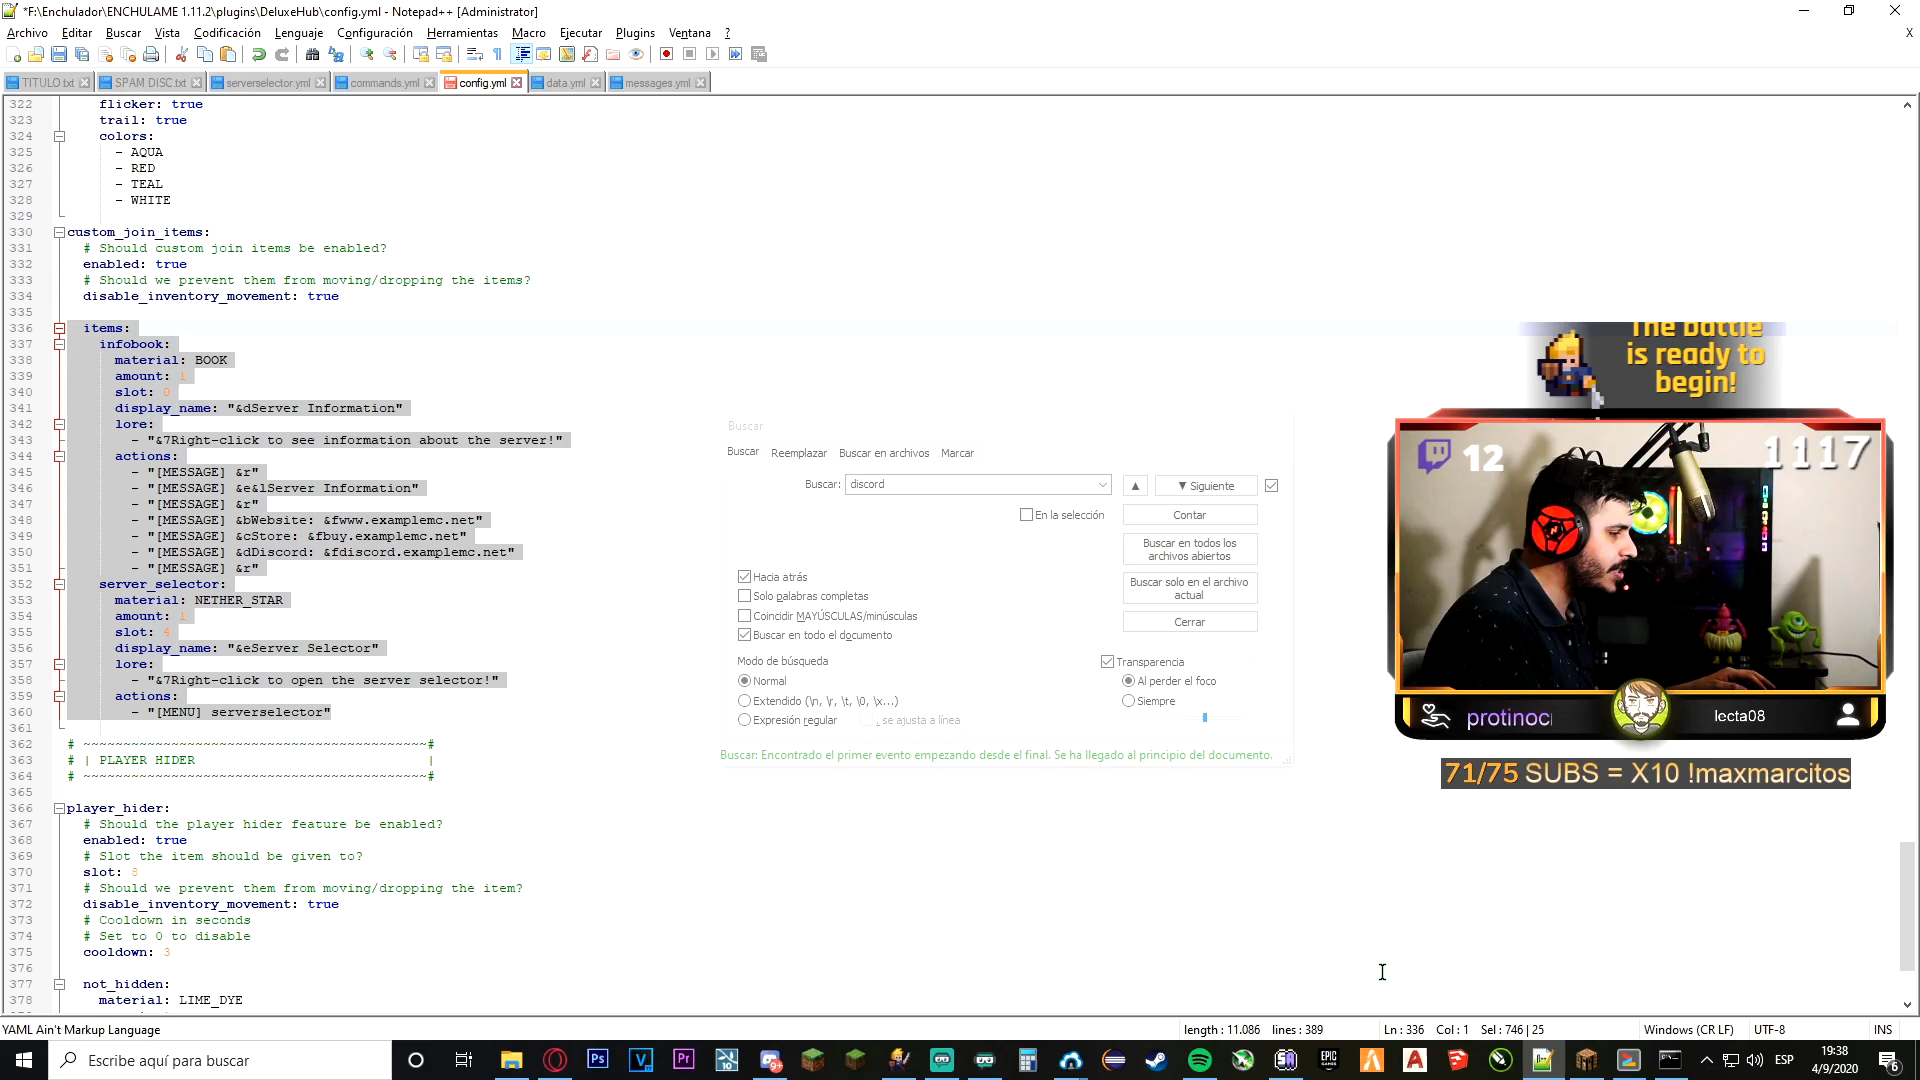 *F:\Enchulador\ENCHULAME 1.11.2\plugins\DeluxeHub\config.yml - Notepad++ [Administrator]
Archivo Editar Buscar Vista Codificación Lenguaje Configuración Herramientas Macro Ejecutar Plugins Ventana ? X
TITULO.txt SPAM DISC.txt serverselector.yml commands.yml config.yml data.yml messages.yml
322 flicker: true
323 trail: true
324 colors:
325 - AQUA
326 - RED
327 - TEAL
328 - WHITE
329
330 custom_join_items:
331 # Should custom join items be enabled?
332 enabled: true
333 # Should we prevent them from moving/dropping the items?
334 disable_inventory_movement: true
335
336 items:
337 infobook:
338 material: BOOK
339 amount: 1
340 slot: 0
341 display_name: "&dServer Information"
342 lore:
343 - "&7Right-click to see information about the server!"
344 actions:
345 - "[MESSAGE] &r"
346 - "[MESSAGE] &e&lServer Information"
347 - "[MESSAGE] &r"
348 - "[MESSAGE] &bWebsite: &fwww.examplemc.net"
349 - "[MESSAGE] &cStore: &fbuy.examplemc.net"
350 - "[MESSAGE] &dDiscord: &fdiscord.examplemc.net"
351 - "[MESSAGE] &r"
352 server_selector:
353 material: NETHER_STAR
354 amount: 1
355 slot: 4
356 display_name: "&eServer Selector"
357 lore:
358 - "&7Right-click to open the server selector!"
359 actions:
360 - "[MENU] serverselector"
361
362 # ~~~~~~~~~~~~~~~~~~~~~~~~~~~~~~~~~~~~~~~~~~~#
363 # | PLAYER HIDER |
364 # ~~~~~~~~~~~~~~~~~~~~~~~~~~~~~~~~~~~~~~~~~~~#
365
366 player_hider:
367 # Should the player hider feature be enabled?
368 enabled: true
369 # Slot the item should be given to?
370 slot: 8
371 # Should we prevent them from moving/dropping the item?
372 disable_inventory_movement: true
373 # Cooldown in seconds
374 # Set to 0 to disable
375 cooldown: 3
376
377 not_hidden:
378 material: LIME_DYE
Buscar
Buscar Reemplazar Buscar en archivos Marcar
Buscar: discord ▲ ▼ Siguiente
En la selección Contar
Buscar en todos los archivos abiertos
Hacia atrás Buscar solo en el archivo actual
Solo palabras completas
Coincidir MAYÚSCULAS/minúsculas Cerrar
Buscar en todo el documento
Modo de búsqueda Transparencia
Normal Al perder el foco
Extendido (\n, \r, \t, \0, \x...) Siempre
Expresión regular . se ajusta a línea
Buscar: Encontrado el primer evento empezando desde el final. Se ha llegado al principio del documento.
The battle
is ready to
begin!
12 1117
protinoc lecta08
71/75 SUBS = X10 !maxmarcitos
YAML Ain't Markup Language length : 11.086 lines : 389 Ln : 336 Col : 1 Sel : 746 | 25 Windows (CR LF) UTF-8 INS
Escribe aquí para buscar Ps V Pr 10 9+ EPIC GAMES A ESP 19:38
4/9/2020 6